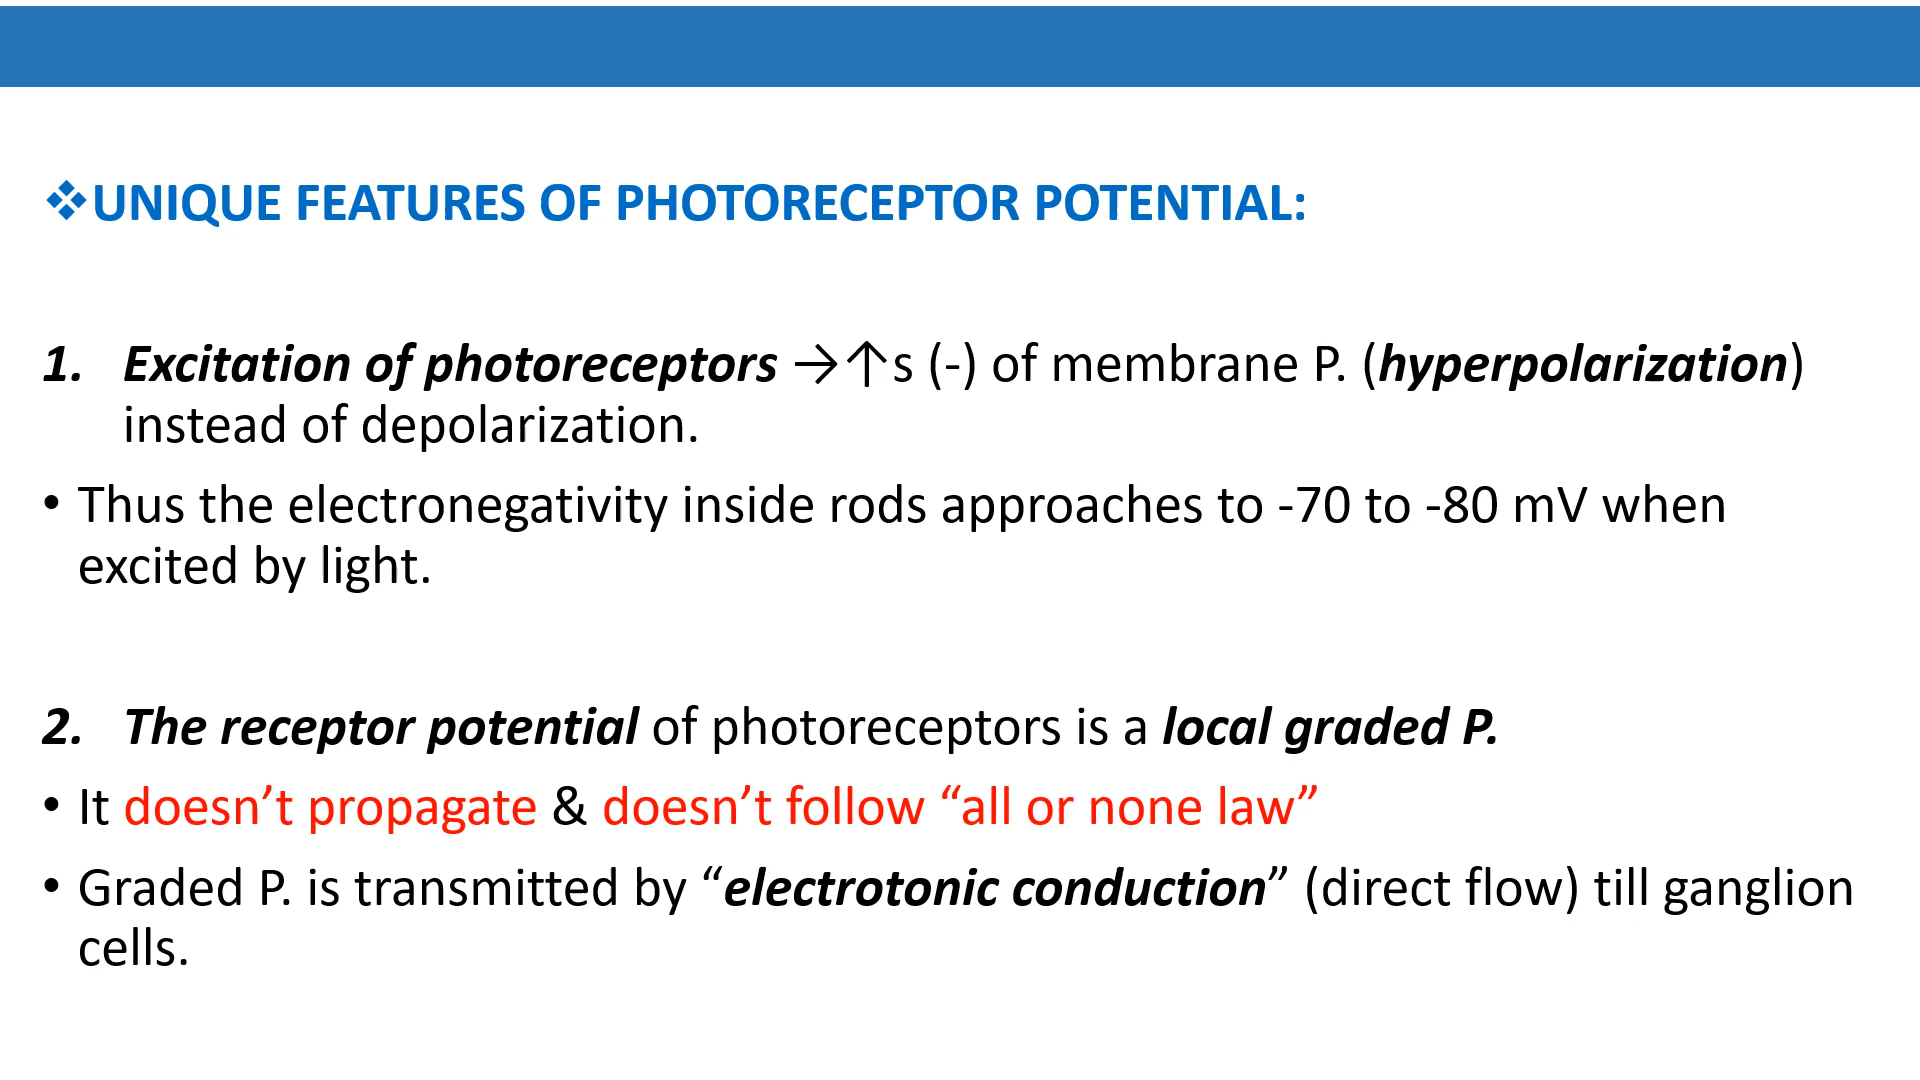 ❖UNIQUE FEATURES OF PHOTORECEPTOR POTENTIAL:
1. Excitation of photoreceptors →↑s (-) of membrane P. (hyperpolarization)
instead of depolarization.
• Thus the electronegativity inside rods approaches to -70 to -80 mV when
excited by light.
2. The receptor potential of photoreceptors is a local graded P.
• It doesn’t propagate & doesn’t follow “all or none law”
• Graded P. is transmitted by “electrotonic conduction” (direct flow) till ganglion
cells.